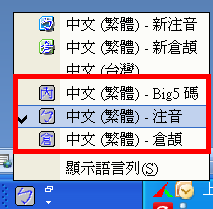 中文 (繁體) - 新注音
中文 (繁體) - 新倉頡
中文 (台灣)
中文 (繁體) - Big5 碼
中文 (繁體) - 注音
中文 (繁體) - 倉頡
顯示語言列(S)